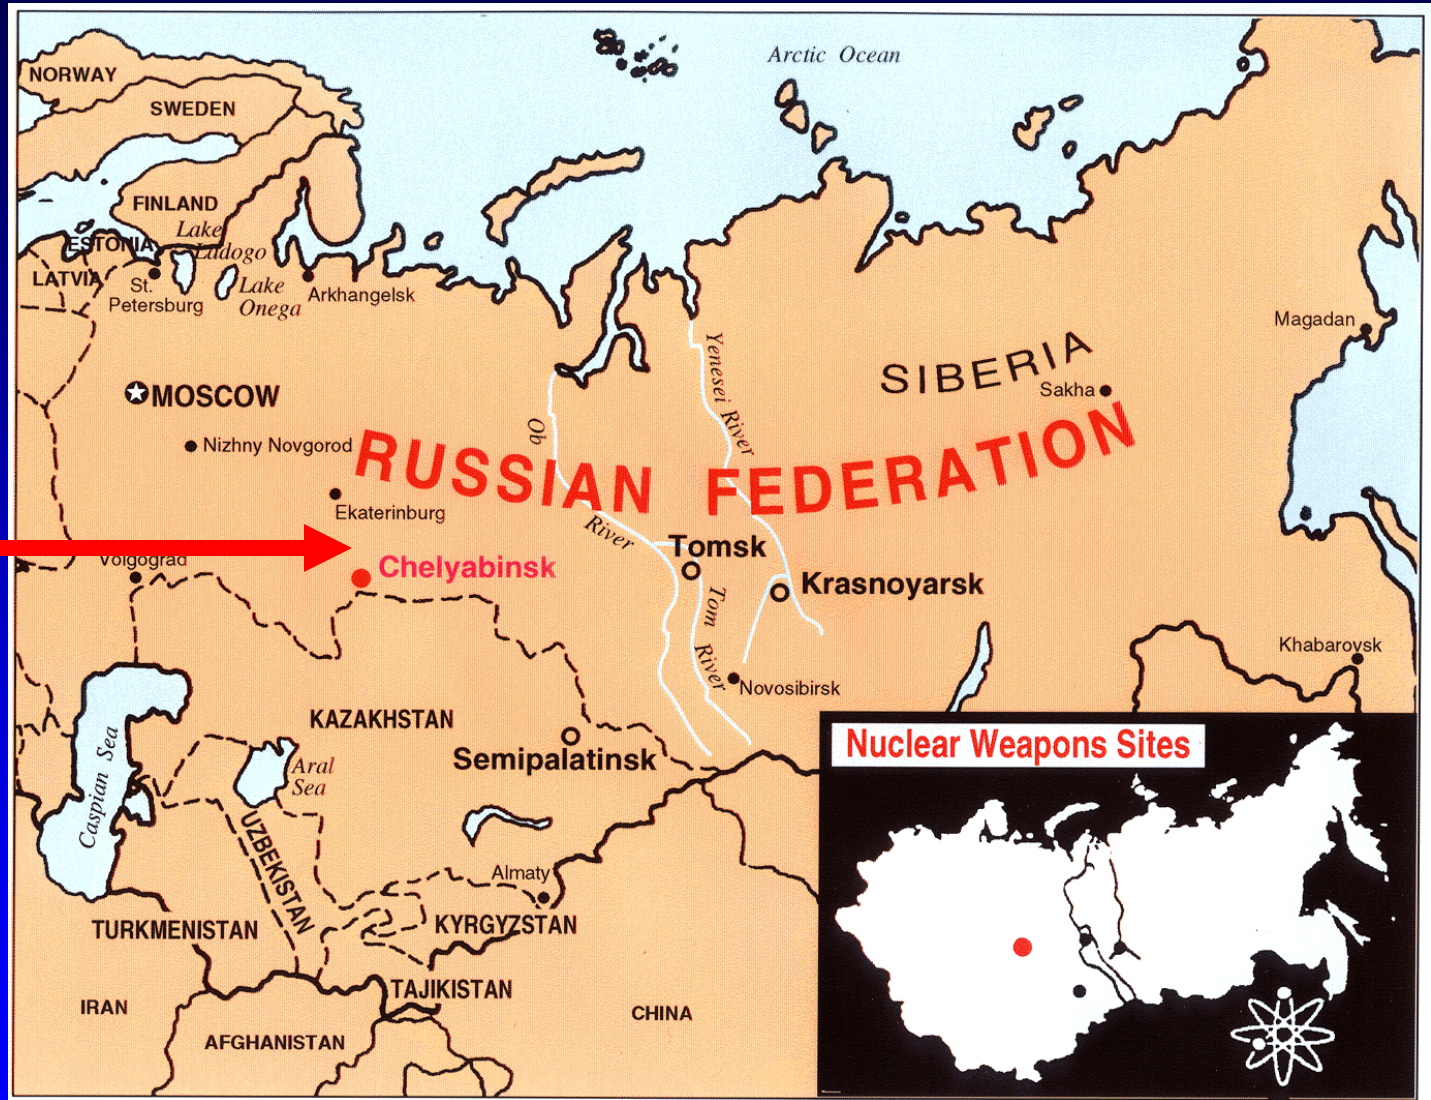 Arctic Ocean
NORWAY
SWEDEN
FINLAND
Lake
Ladogo
ESTONIA
LATVIA
St.
Petersburg
Lake
Onega
Arkhangelsk
Magadan
SIBERIA
Sakha
Yenesei River
MOSCOW
Nizhny Novgorod
Ob
River
RUSSIAN FEDERATION
Ekaterinburg
Volgograd
Chelyabinsk
Tomsk
Krasnoyarsk
Tom
River
Khabarovsk
Novosibirsk
KAZAKHSTAN
Semipalatinsk
Caspian Sea
Aral
Sea
UZBEKISTAN
Almaty
TURKMENISTAN
KYRGYZSTAN
TAJIKISTAN
IRAN
AFGHANISTAN
CHINA
Nuclear Weapons Sites